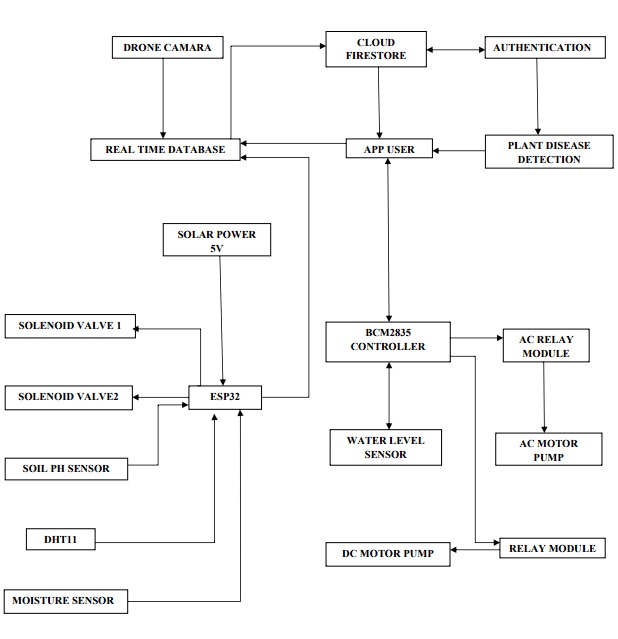 DRONE CAMARA
CLOUD
FIRESTORE
AUTHENTICATION
REAL TIME DATABASE
APP USER
PLANT DISEASE
DETECTION
SOLAR POWER
5V
SOLENOID VALVE 1
BCM2835
CONTROLLER
AC RELAY
MODULE
SOLENOID VALVE2
ESP32
WATER LEVEL
SENSOR
AC MOTOR
PUMP
SOIL PH SENSOR
DHT11
DC MOTOR PUMP
RELAY MODULE
MOISTURE SENSOR